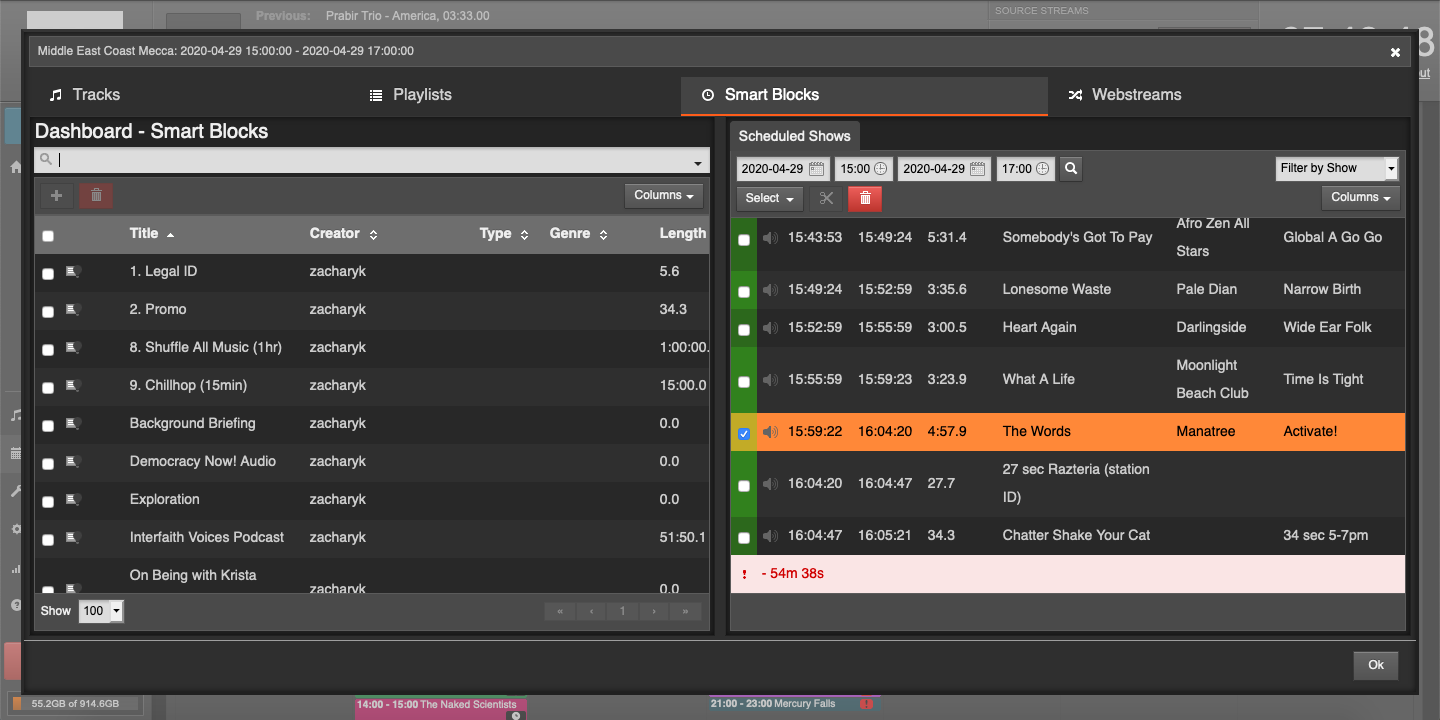 Previous: Prabir Trio - America, 03:33.00
SOURCE STREAMS
Middle East Coast Mecca: 2020-04-29 15:00:00 - 2020-04-29 17:00:00
Tracks
Playlists
Smart Blocks
Webstreams
Dashboard - Smart Blocks
Columns
Title Creator Type Genre Length
1. Legal ID zacharyk 5.6
2. Promo zacharyk 34.3
8. Shuffle All Music (1hr) zacharyk 1:00:00.
9. Chillhop (15min) zacharyk 15:00.0
Background Briefing zacharyk 0.0
Democracy Now! Audio zacharyk 0.0
Exploration zacharyk 0.0
Interfaith Voices Podcast zacharyk 51:50.1
On Being with Krista
zacharyk 0.0
Show 100 « ‹ 1 › »
Scheduled Shows
2020-04-29 15:00 2020-04-29 17:00 Filter by Show
Select Columns
Afro Zen All
15:43:53 15:49:24 5:31.4 Somebody's Got To Pay Global A Go Go
Stars
15:49:24 15:52:59 3:35.6 Lonesome Waste Pale Dian Narrow Birth
15:52:59 15:55:59 3:00.5 Heart Again Darlingside Wide Ear Folk
Moonlight
15:55:59 15:59:23 3:23.9 What A Life Time Is Tight
Beach Club
15:59:22 16:04:20 4:57.9 The Words Manatree Activate!
27 sec Razteria (station
16:04:20 16:04:47 27.7
ID)
16:04:47 16:05:21 34.3 Chatter Shake Your Cat 34 sec 5-7pm
! - 54m 38s
Ok
55.2GB of 914.6GB
14:00 - 15:00 The Naked Scientists
21:00 - 23:00 Mercury Falls